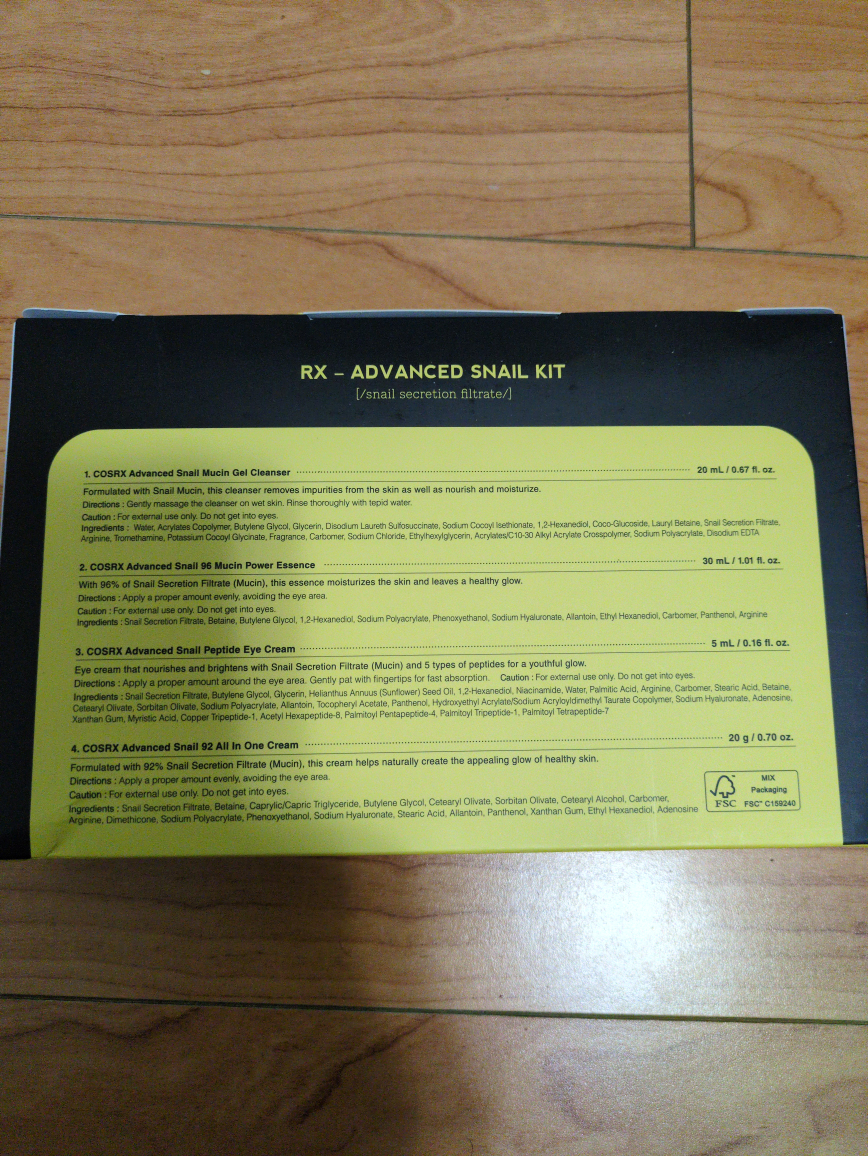 RX – ADVANCED SNAIL KIT
[/snail secretion filtrate/]
1. COSRX Advanced Snail Mucin Gel Cleanser 20 mL / 0.67 fl. oz.
Formulated with Snail Mucin, this cleanser removes impurities from the skin as well as nourish and moisturize.
Directions : Gently massage the cleanser on wet skin. Rinse thoroughly with tepid water.
Caution : For external use only. Do not get into eyes.
Ingredients : Water, Acrylates Copolymer, Butylene Glycol, Glycerin, Disodium Laureth Sulfosuccinate, Sodium Cocoyl Isethionate, 1,2-Hexanediol, Coco-Glucoside, Lauryl Betaine, Snail Secretion Filtrate,
Arginine, Tromethamine, Potassium Cocoyl Glycinate, Fragrance, Carbomer, Sodium Chloride, Ethylhexylglycerin, Acrylates/C10-30 Alkyl Acrylate Crosspolymer, Sodium Polyacrylate, Disodium EDTA
2. COSRX Advanced Snail 96 Mucin Power Essence 30 mL / 1.01 fl. oz.
With 96% of Snail Secretion Filtrate (Mucin), this essence moisturizes the skin and leaves a healthy glow.
Directions : Apply a proper amount evenly, avoiding the eye area.
Caution : For external use only. Do not get into eyes.
Ingredients : Snail Secretion Filtrate, Betaine, Butylene Glycol, 1,2-Hexanediol, Sodium Polyacrylate, Phenoxyethanol, Sodium Hyaluronate, Allantoin, Ethyl Hexanediol, Carbomer, Panthenol, Arginine
3. COSRX Advanced Snail Peptide Eye Cream 5 mL / 0.16 fl. oz.
Eye cream that nourishes and brightens with Snail Secretion Filtrate (Mucin) and 5 types of peptides for a youthful glow.
Directions : Apply a proper amount around the eye area. Gently pat with fingertips for fast absorption. Caution : For external use only. Do not get into eyes.
Ingredients : Snail Secretion Filtrate, Butylene Glycol, Glycerin, Helianthus Annuus (Sunflower) Seed Oil, 1,2-Hexanediol, Niacinamide, Water, Palmitic Acid, Arginine, Carbomer, Stearic Acid, Betaine,
Cetearyl Olivate, Sorbitan Olivate, Sodium Polyacrylate, Allantoin, Tocopheryl Acetate, Panthenol, Hydroxyethyl Acrylate/Sodium Acryloyldimethyl Taurate Copolymer, Sodium Hyaluronate, Adenosine,
Xanthan Gum, Myristic Acid, Copper Tripeptide-1, Acetyl Hexapeptide-8, Palmitoyl Pentapeptide-4, Palmitoyl Tripeptide-1, Palmitoyl Tetrapeptide-7
4. COSRX Advanced Snail 92 All In One Cream 20 g / 0.70 oz.
Formulated with 92% Snail Secretion Filtrate (Mucin), this cream helps naturally create the appealing glow of healthy skin.
Directions : Apply a proper amount evenly, avoiding the eye area.
Caution : For external use only. Do not get into eyes.
Ingredients : Snail Secretion Filtrate, Betaine, Caprylic/Capric Triglyceride, Butylene Glycol, Cetearyl Olivate, Sorbitan Olivate, Cetearyl Alcohol, Carbomer,
Arginine, Dimethicone, Sodium Polyacrylate, Phenoxyethanol, Sodium Hyaluronate, Stearic Acid, Allantoin, Panthenol, Xanthan Gum, Ethyl Hexanediol, Adenosine
FSC
MIX
Packaging
FSC™ C159240